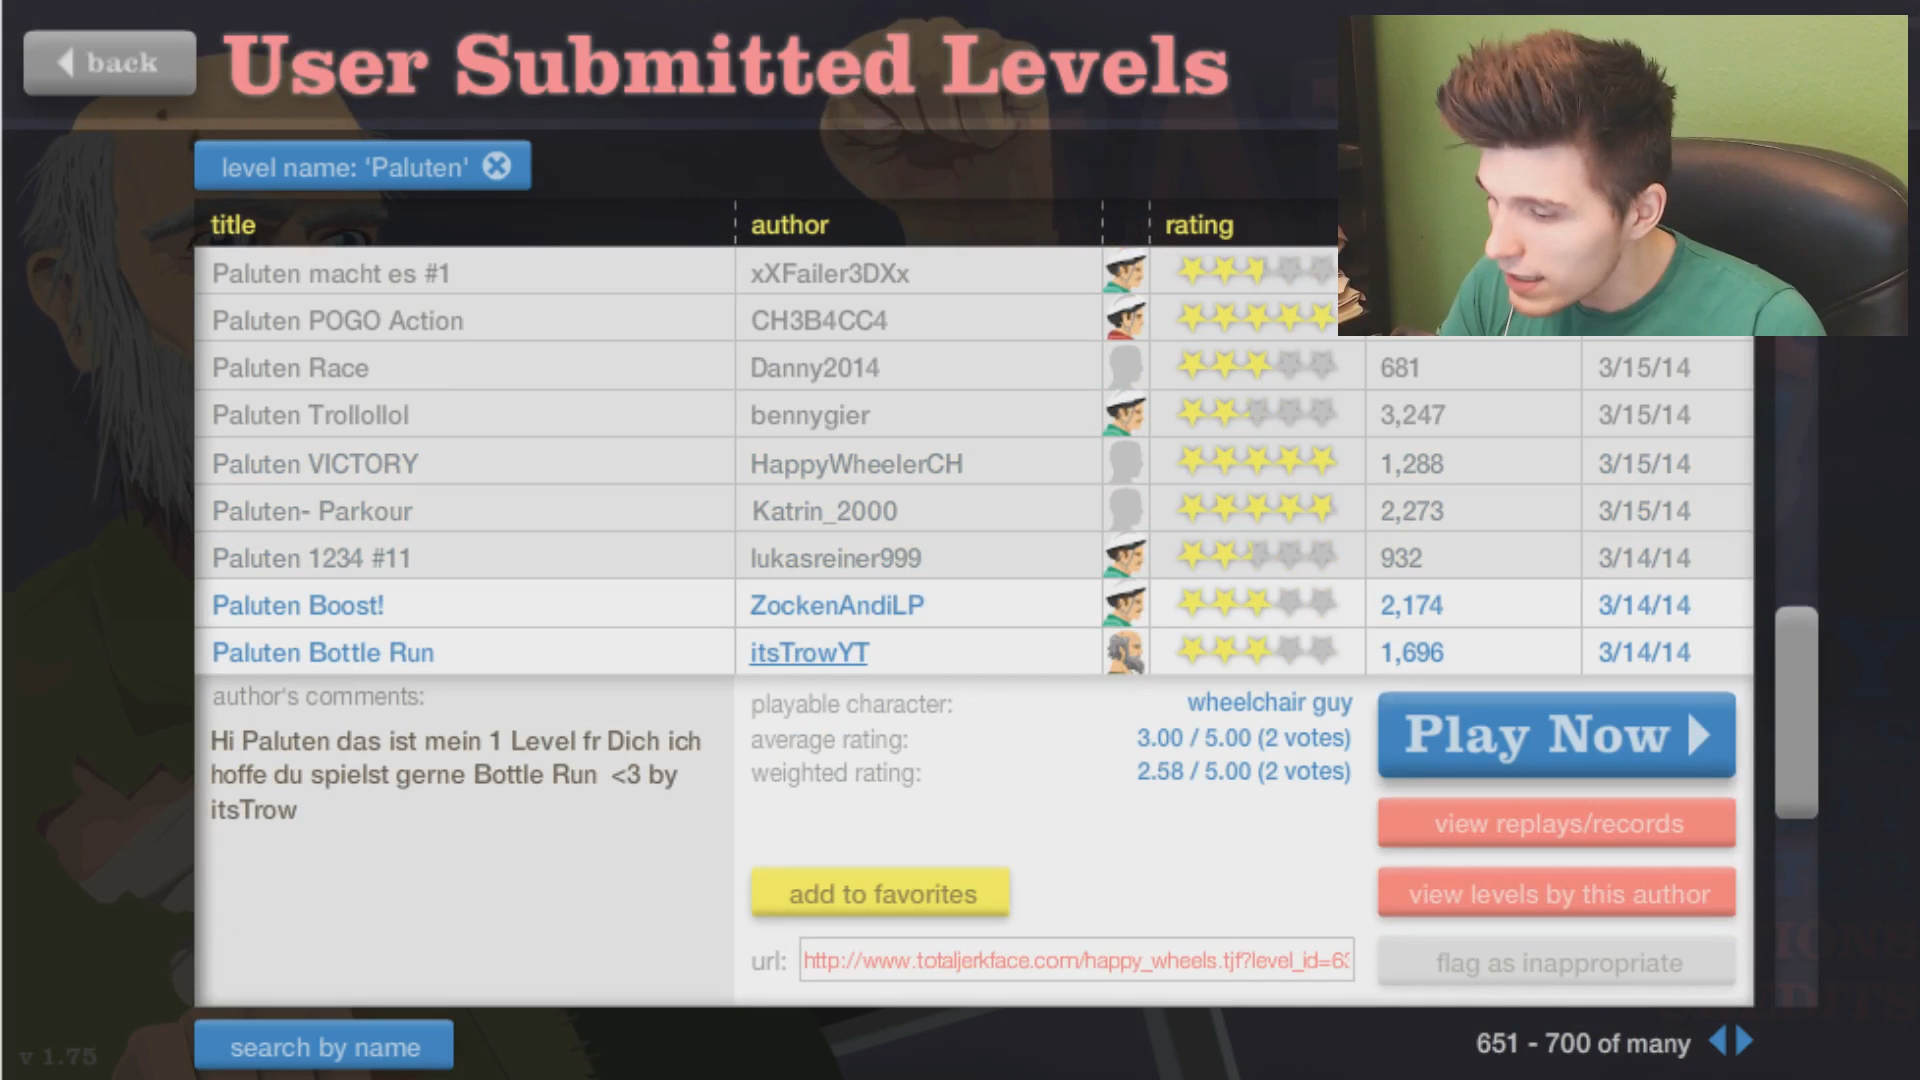 back
User Submitted Levels
level name: 'Paluten'
title author rating
Paluten macht es #1 xXFailer3DXx
Paluten POGO Action CH3B4CC4
Paluten Race Danny2014 681 3/15/14
Paluten Trollollol bennygier 3,247 3/15/14
Paluten VICTORY HappyWheelerCH 1,288 3/15/14
Paluten- Parkour Katrin_2000 2,273 3/15/14
Paluten 1234 #11 lukasreiner999 932 3/14/14
Paluten Boost! ZockenAndiLP 2,174 3/14/14
Paluten Bottle Run itsTrowYT 1,696 3/14/14
author's comments:
Hi Paluten das ist mein 1 Level fr Dich ich
hoffe du spielst gerne Bottle Run <3 by
itsTrow
playable character: wheelchair guy
average rating: 3.00 / 5.00 (2 votes)
weighted rating: 2.58 / 5.00 (2 votes)
Play Now
view replays/records
add to favorites
view levels by this author
url: http://www.totaljerkface.com/happy_wheels.tjf?level_id=63
flag as inappropriate
search by name
651 - 700 of many
v 1.75